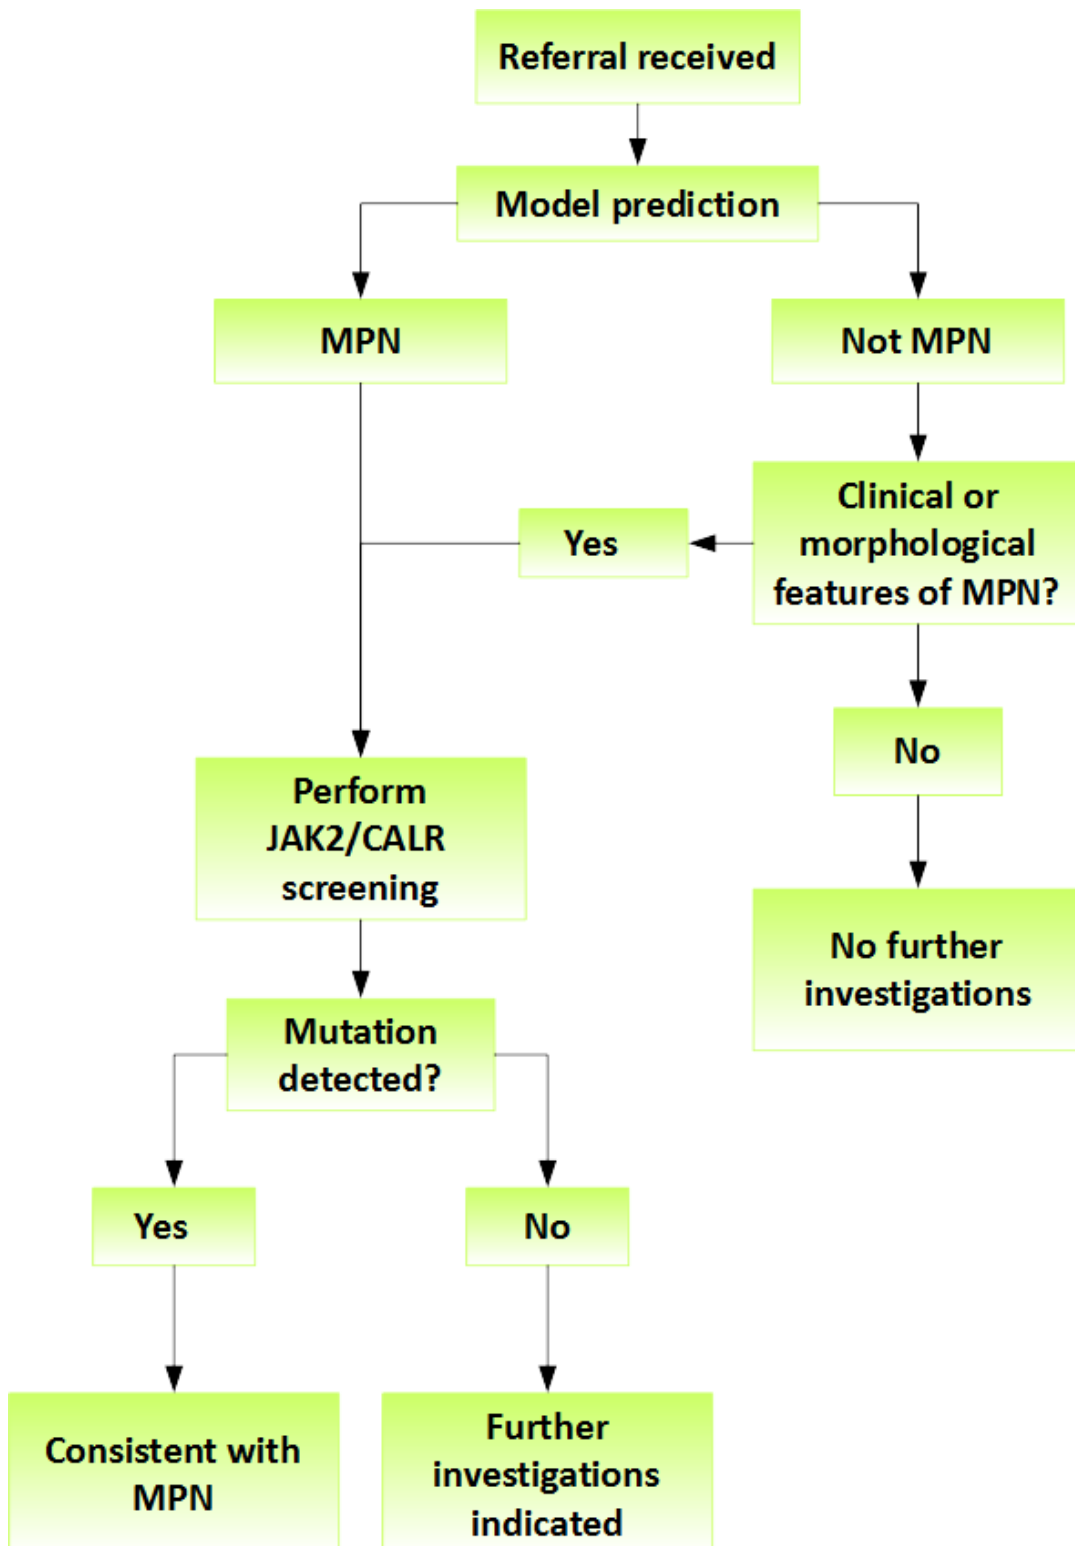 Referral received
Model prediction
MPN
Not MPN
Clinical or
morphological
features of MPN?
Yes
No
Perform
JAK2/CALR
screening
No further
investigations
Mutation
detected?
Yes
No
Consistent with
MPN
Further
investigations
indicated